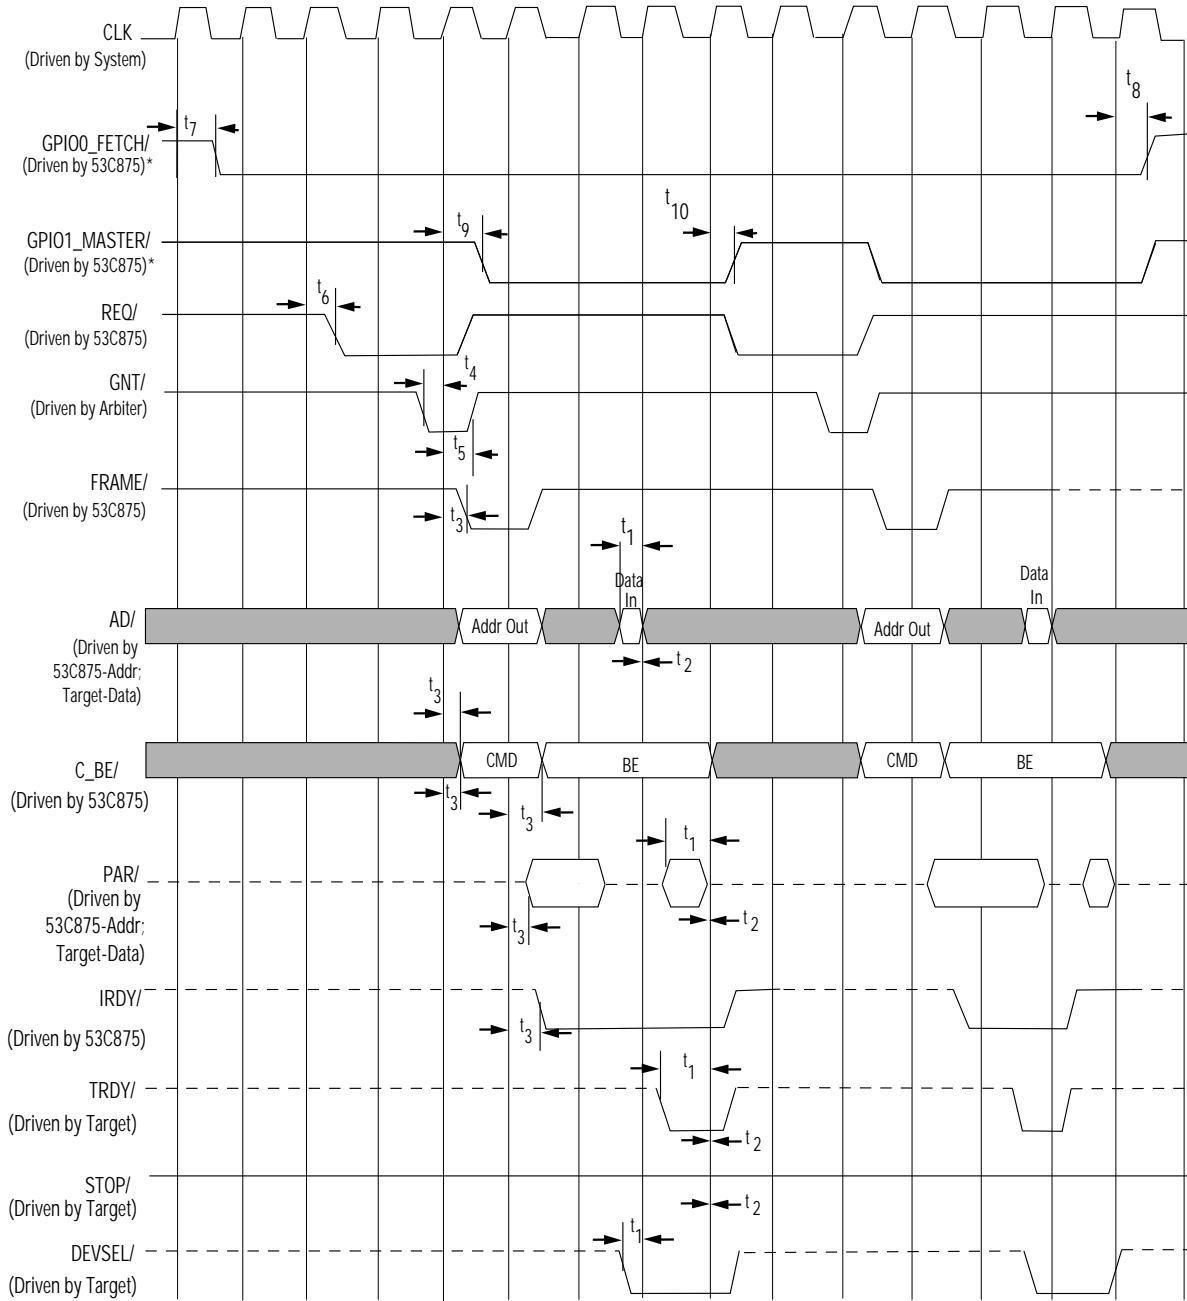 CLK
(Driven by System)
t8
t7
GPIO0_FETCH/
(Driven by 53C875)*
t10
t9
GPIO1_MASTER/
(Driven by 53C875)*
t6
REQ/
(Driven by 53C875)
t4
GNT/
(Driven by Arbiter)
t5
FRAME/
(Driven by 53C875)
t3
t1
Data
In
Data
In
AD/
Addr Out
Addr Out
(Driven by
53C875-Addr;
Target-Data)
t2
t3
C_BE/
(Driven by 53C875)
CMD
BE
CMD
BE
t3
t3
t1
PAR/
(Driven by
53C875-Addr;
Target-Data)
t3
t2
IRDY/
(Driven by 53C875)
t3
t1
TRDY/
(Driven by Target)
t2
STOP/
(Driven by Target)
t2
t1
DEVSEL/
(Driven by Target)